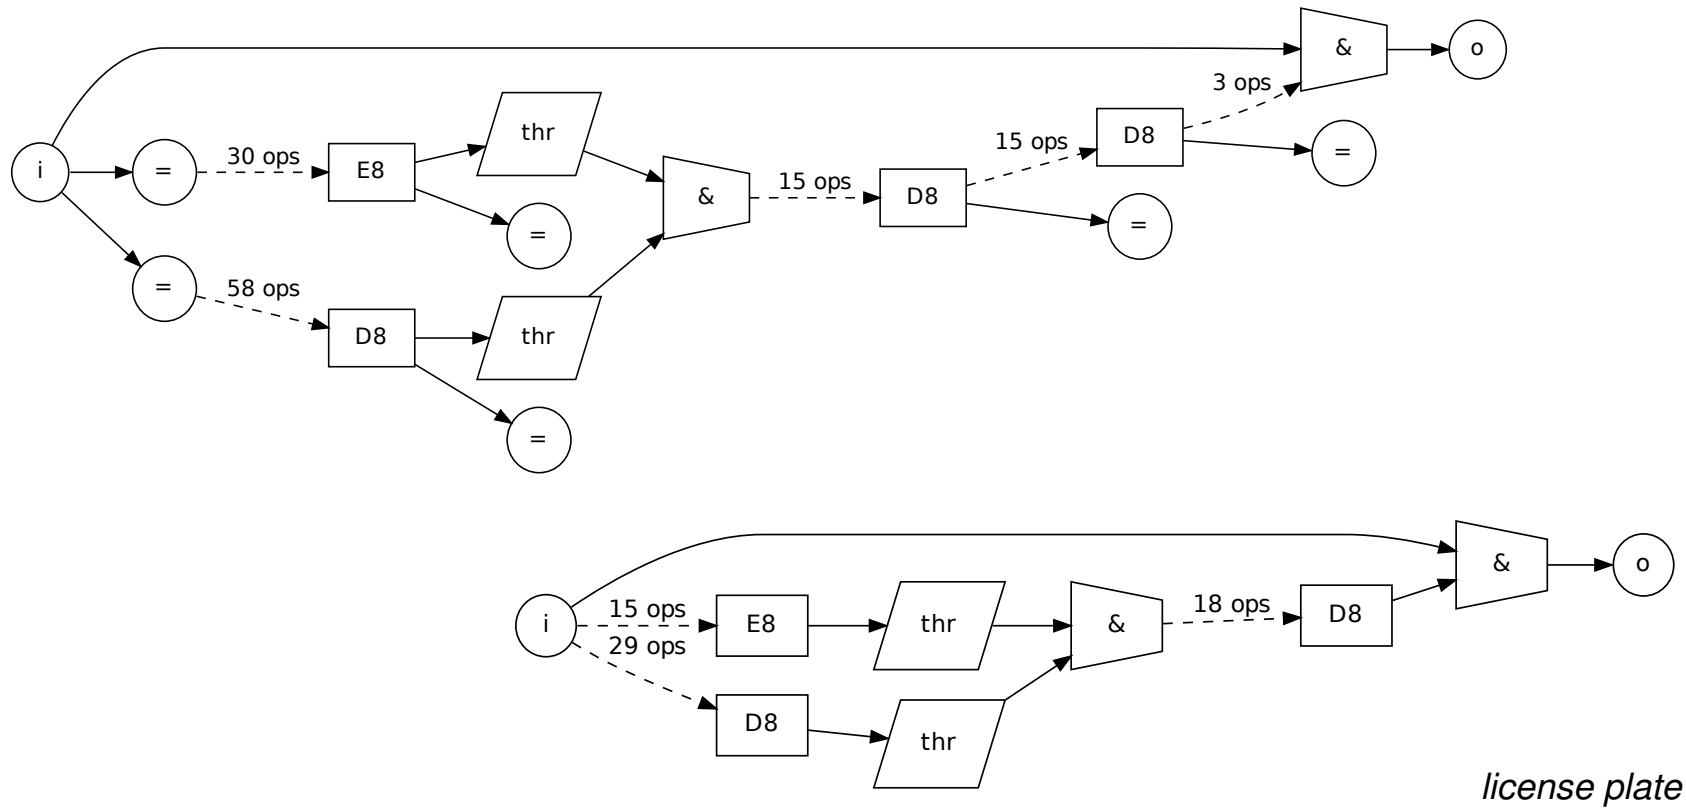 & o
3 ops
15 ops D8
thr
i = 30 ops E8 =
& 15 ops D8
= =
= 58 ops
D8 thr
=
& o
i 15 ops E8 thr & 18 ops D8
29 ops
D8 thr
license plate